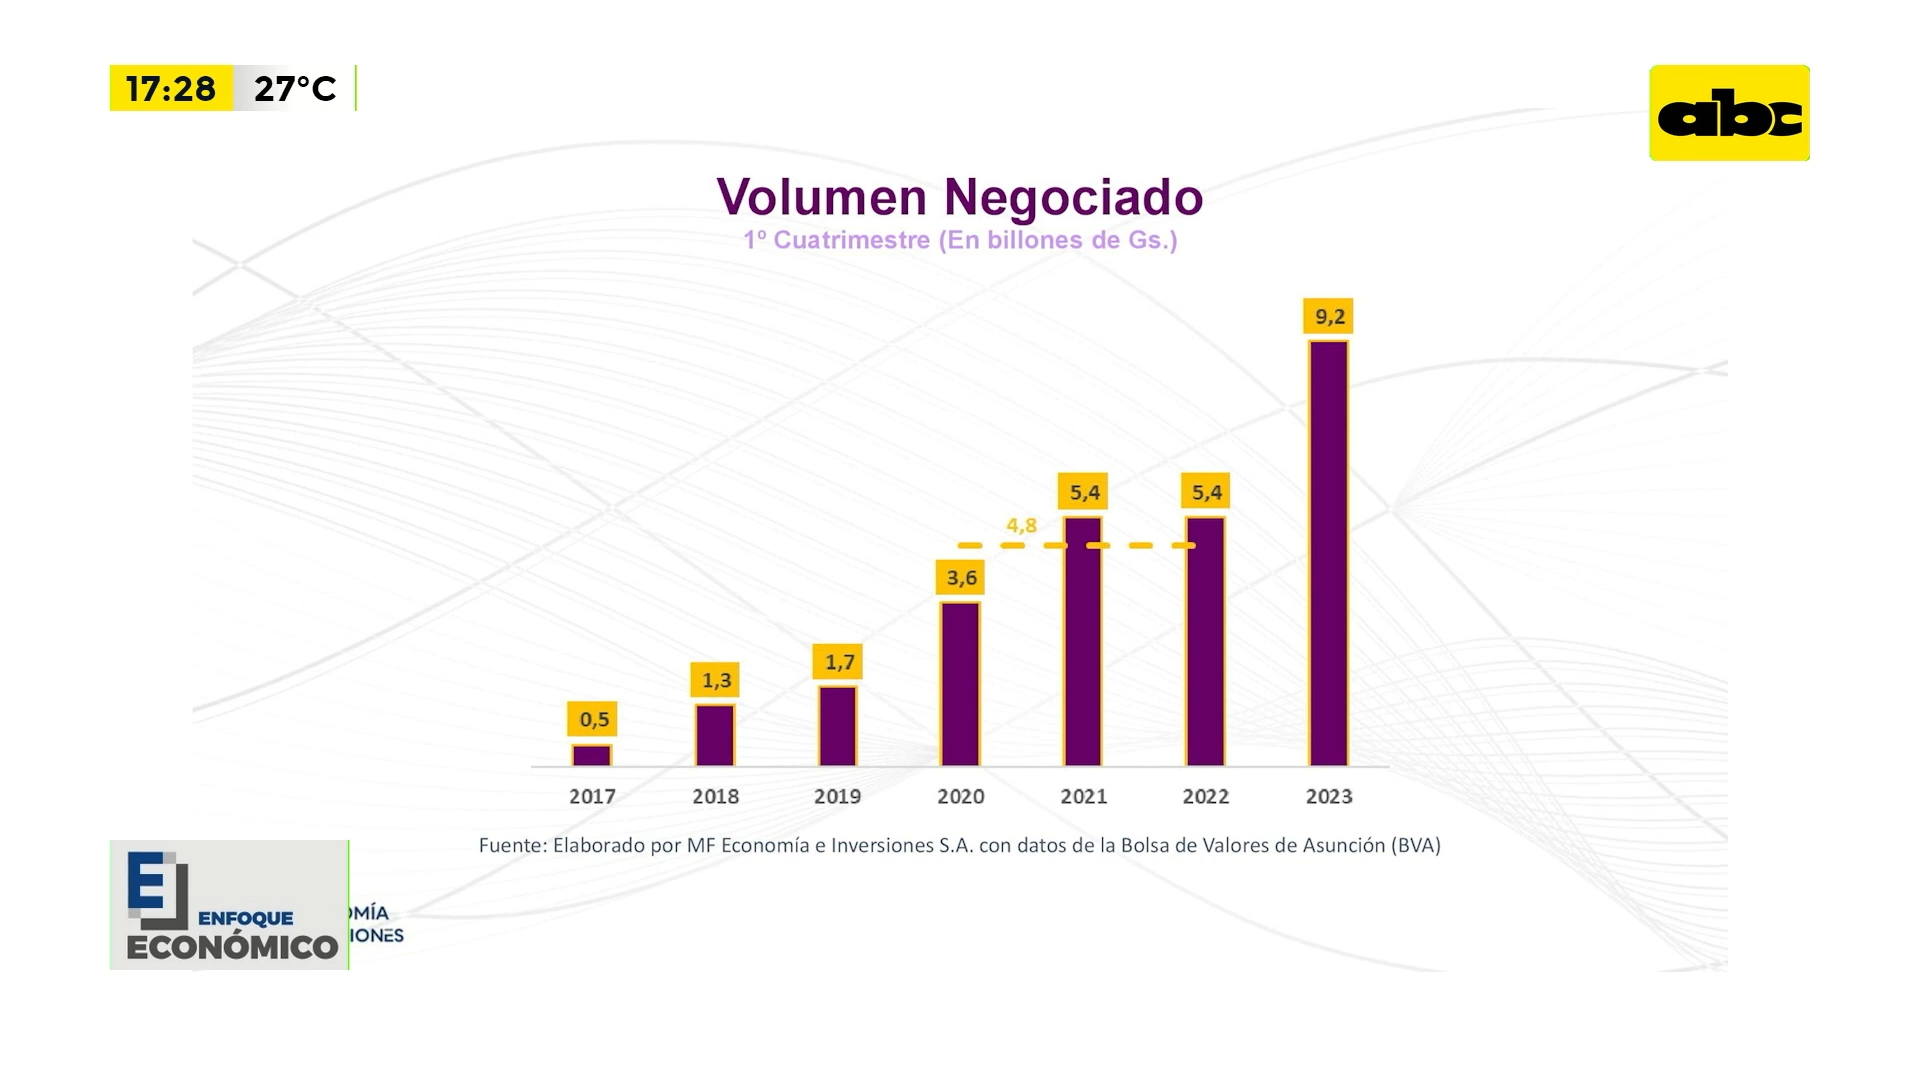 17:28 27°C
abc
Volumen Negociado
1º Cuatrimestre (En billones de Gs.)
9,2
5,4 5,4
4,8
3,6
1,7
1,3
0,5
2017 2018 2019 2020 2021 2022 2023
Fuente: Elaborado por MF Economía e Inversiones S.A. con datos de la Bolsa de Valores de Asunción (BVA)
E
ENFOQUE
ECONÓMICO
OMÍA
IONES